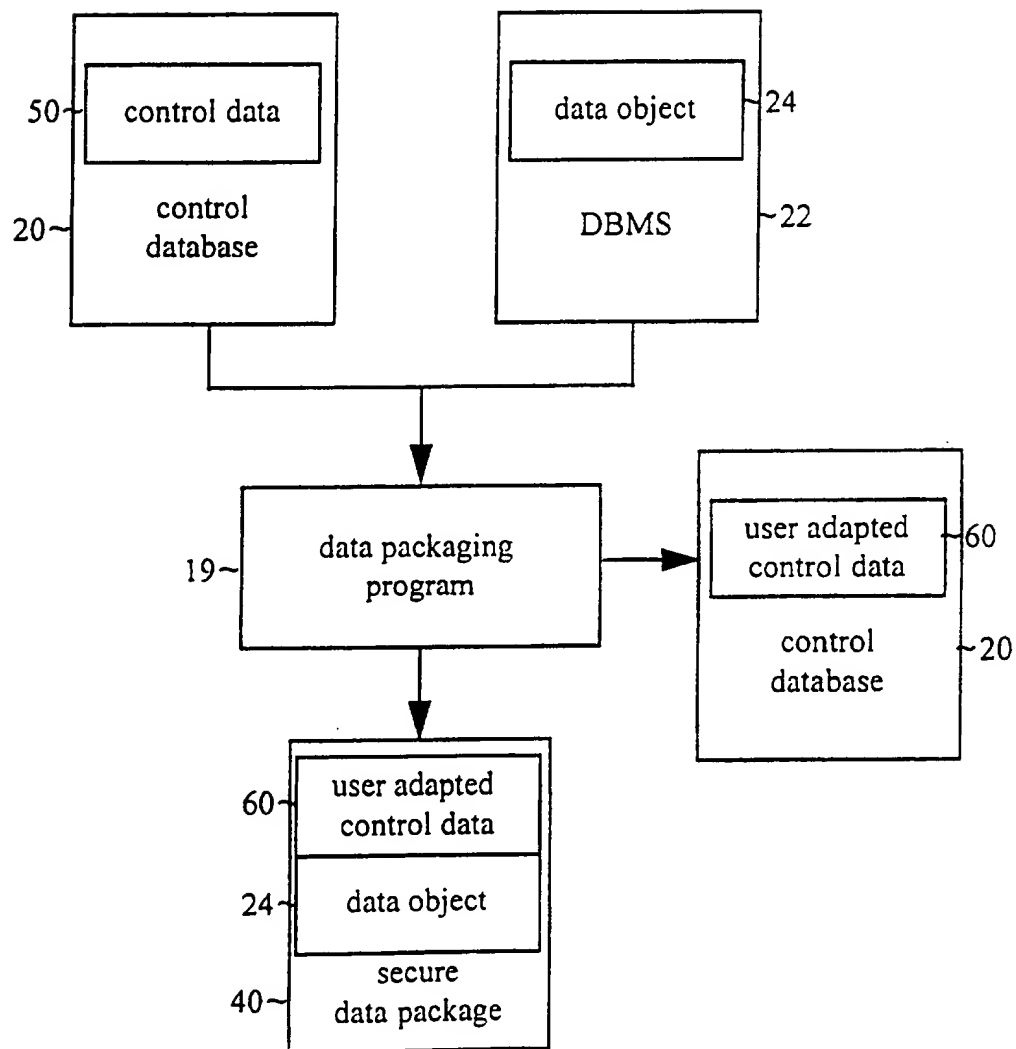 50~ control data
data object ~24
20~ control
database
DBMS ~22
19~ data packaging
program
user adapted ~60
control data
control ~20
database
60~ user adapted
control data
24~ data object
secure
40~ data package